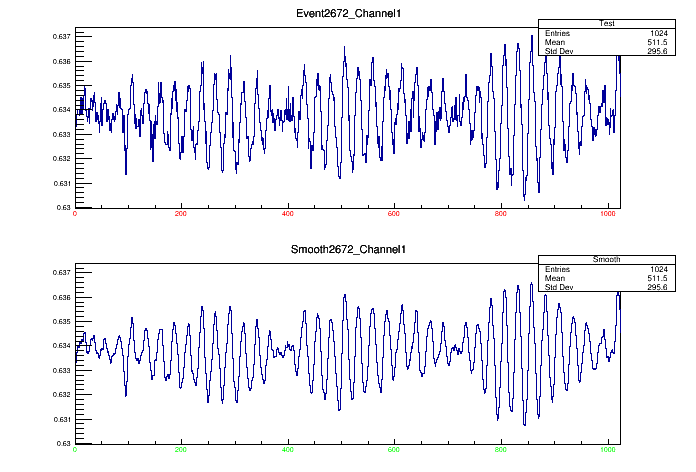 Event2672_Channel1
Test
Entries 1024
Mean 511.5
Std Dev 295.6
0.637
0.636
0.635
0.634
0.633
0.632
0.631
0.63
0 200 400 600 800 1000
Smooth2672_Channel1
Smooth
Entries 1024
Mean 511.5
Std Dev 295.6
0.637
0.636
0.635
0.634
0.633
0.632
0.631
0.63
0 200 400 600 800 1000